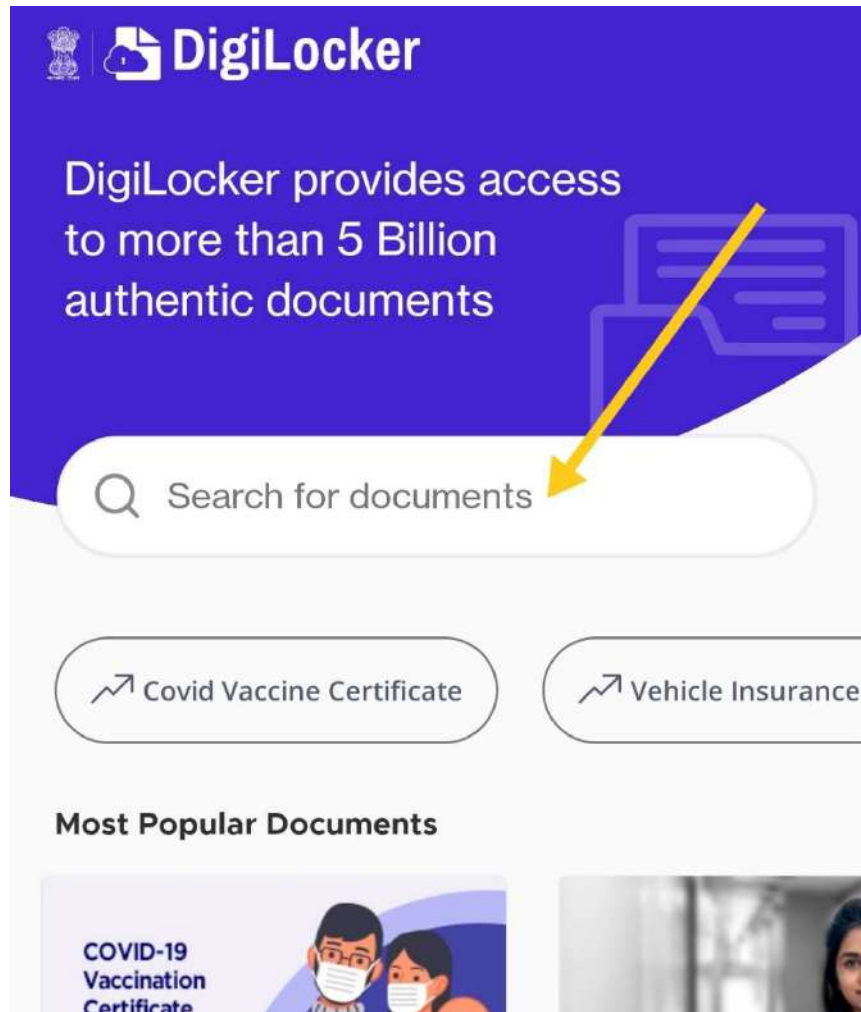 DigiLocker
DigiLocker provides access
to more than 5 Billion
authentic documents
Search for documents
Covid Vaccine Certificate
Vehicle Insurance
Most Popular Documents
COVID-19
Vaccination
Certificate